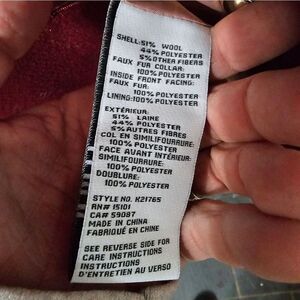 SHELL:51% WOOL
44% POLYESTER
5% OTHER FIBERS
FAUX FUR COLLAR:
100% POLYESTER
INSIDE FRONT FACING:
FAUX FUR:
100% POLYESTER
LINING:100% POLYESTER
EXTÉRIEUR:
51% LAINE
44% POLYESTER
5% AUTRES FIBRES
COL EN SIMILIFOURRURE:
100% POLYESTER
FACE AVANT INTÉRIEUR:
SIMILIFOURRURE:
100% POLYESTER
DOUBLURE:
100% POLYESTER
STYLE NO. K21765
RN# 15101
CA# 59087
MADE IN CHINA
FABRIQUÉ EN CHINE
SEE REVERSE SIDE FOR
CARE INSTRUCTIONS
INSTRUCTIONS
D'ENTRETIEN AU VERSO